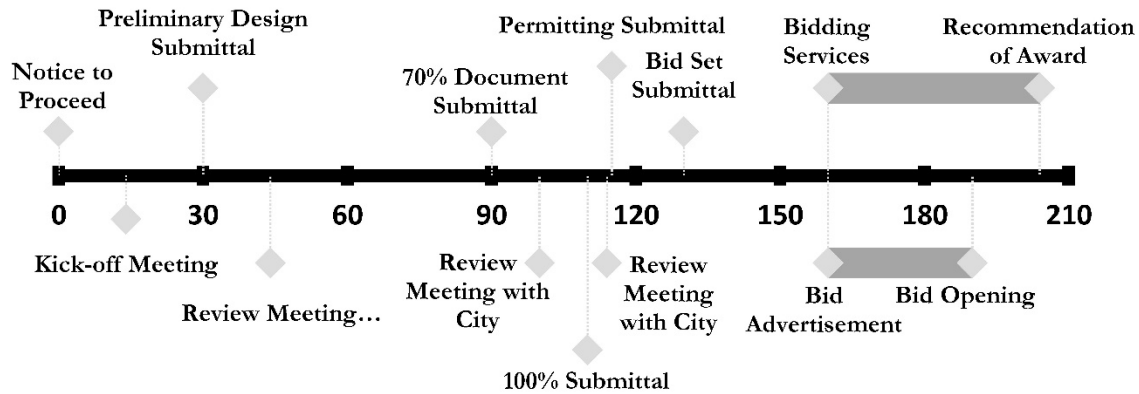 Preliminary Design
Submittal
Permitting Submittal
Bidding
Services
Recommendation
of Award
Notice to
Proceed
70% Document
Submittal
Bid Set
Submittal
0 30 60 90 120 150 180 210
Kick-off Meeting
Review Meeting…
Review
Meeting with
City
Review
Meeting
with City
Bid
Advertisement
Bid Opening
100% Submittal